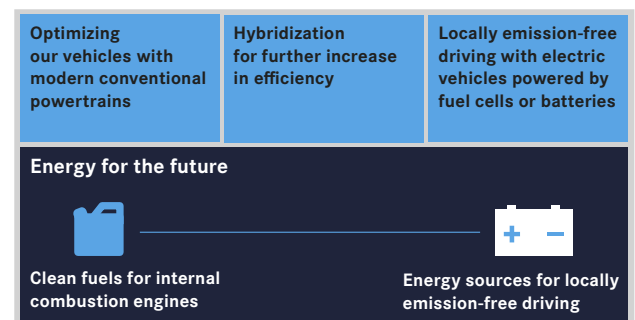 Optimizing
our vehicles with
modern conventional
powertrains
Hybridization
for further increase
in efficiency
Locally emission-free
driving with electric
vehicles powered by
fuel cells or batteries
Energy for the future
Clean fuels for internal
combustion engines
Energy sources for locally
emission-free driving